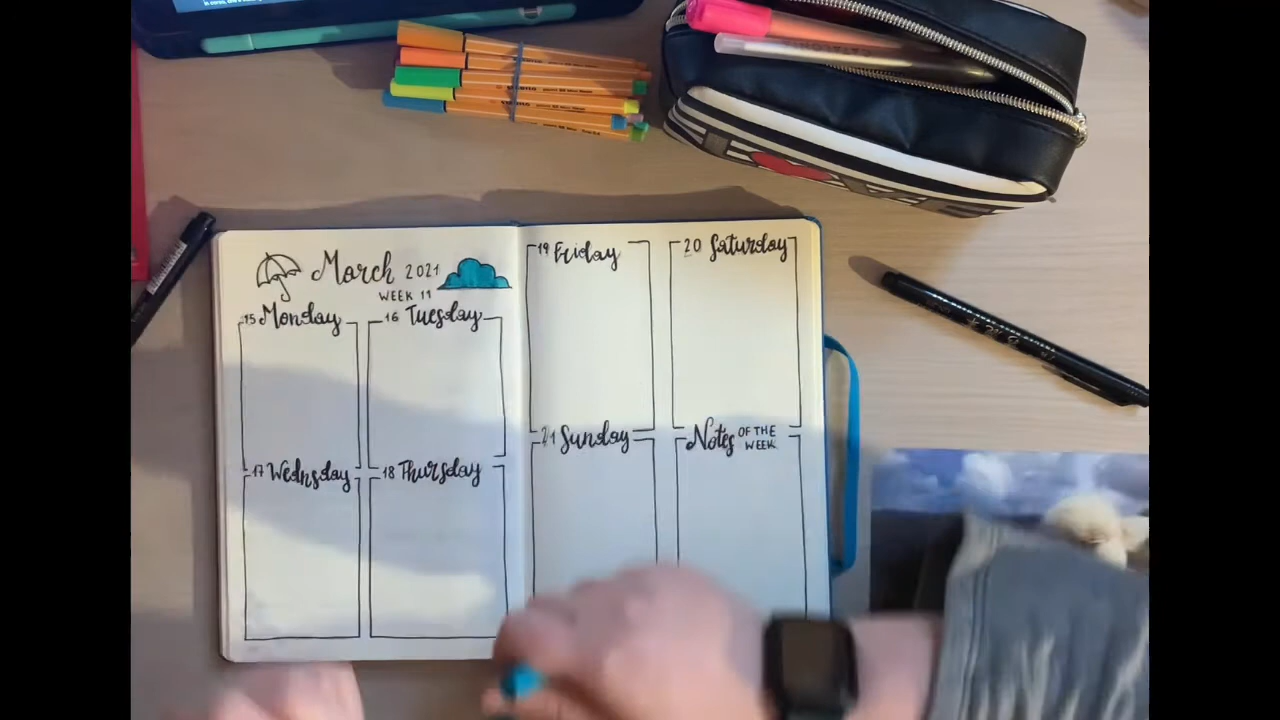 March 2021
WEEK 11
15 Monday
16 Tuesday
17 Wednsday
18 Thursday
19 Friday
20 Saturday
21 Sunday
Notes OF THE WEEK